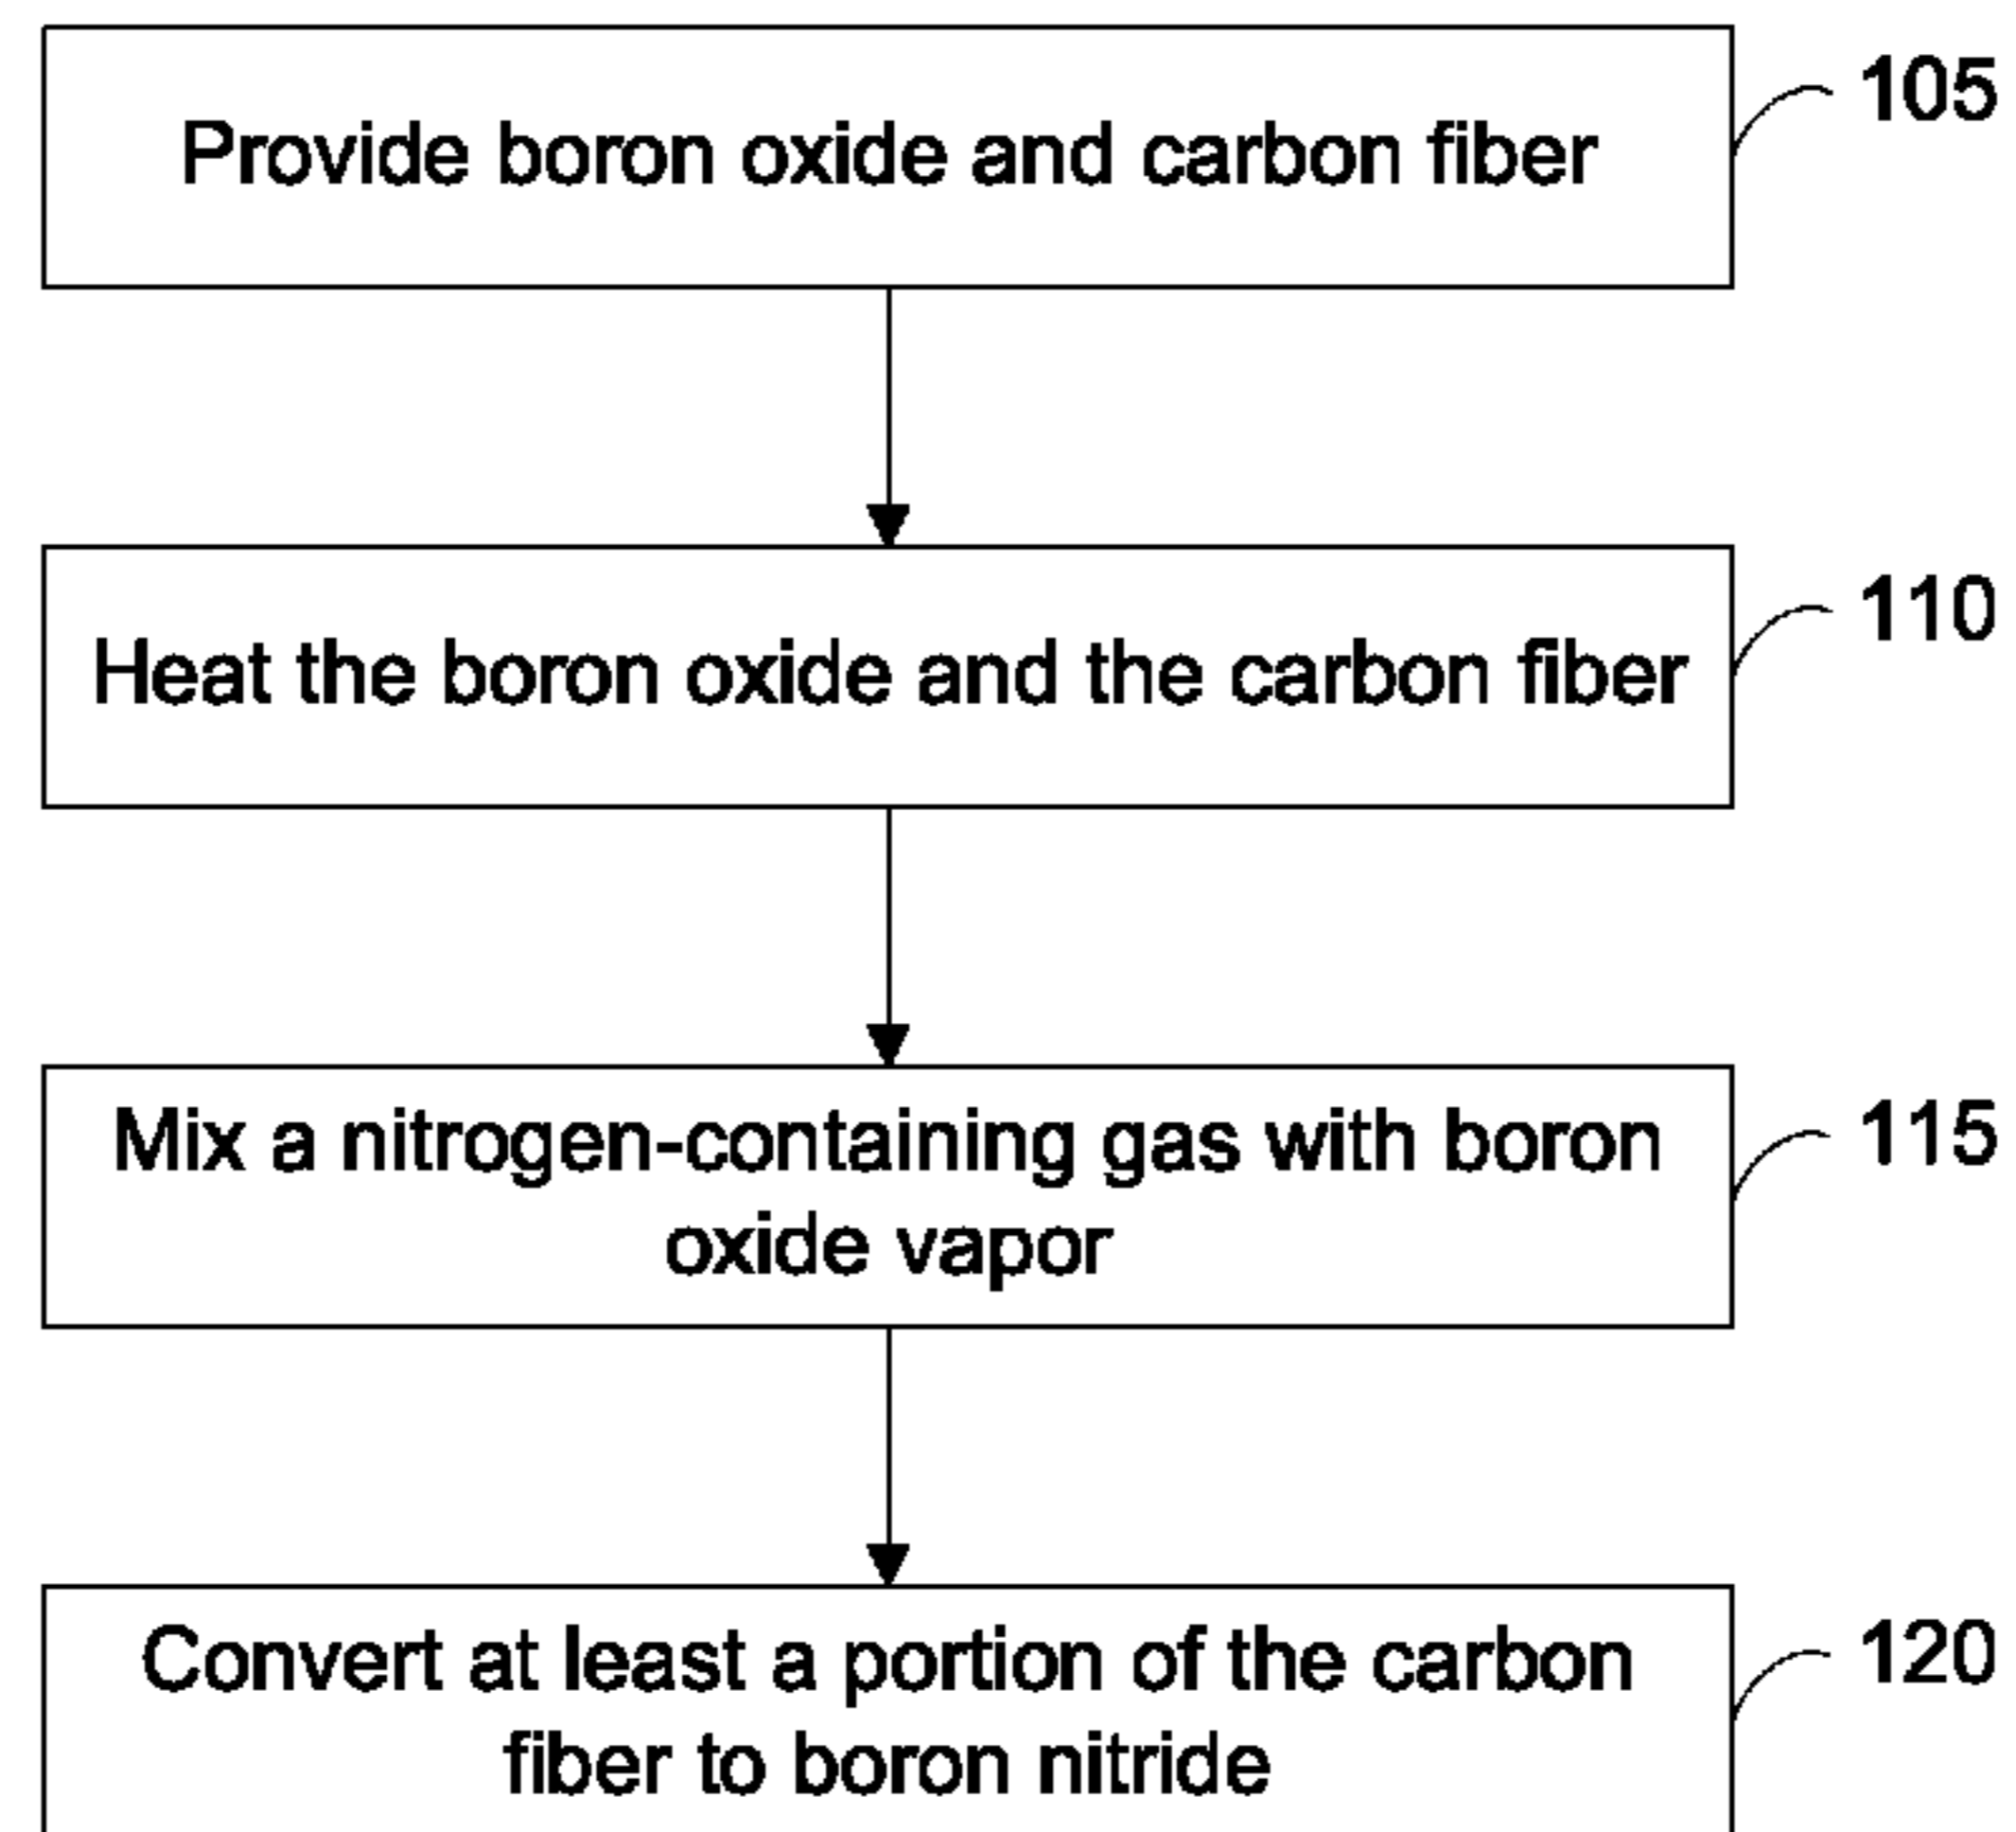 Provide boron oxide and carbon fiber
105
Heat the boron oxide and the carbon fiber
110
Mix a nitrogen-containing gas with boron
oxide vapor
115
Convert at least a portion of the carbon
fiber to boron nitride
120